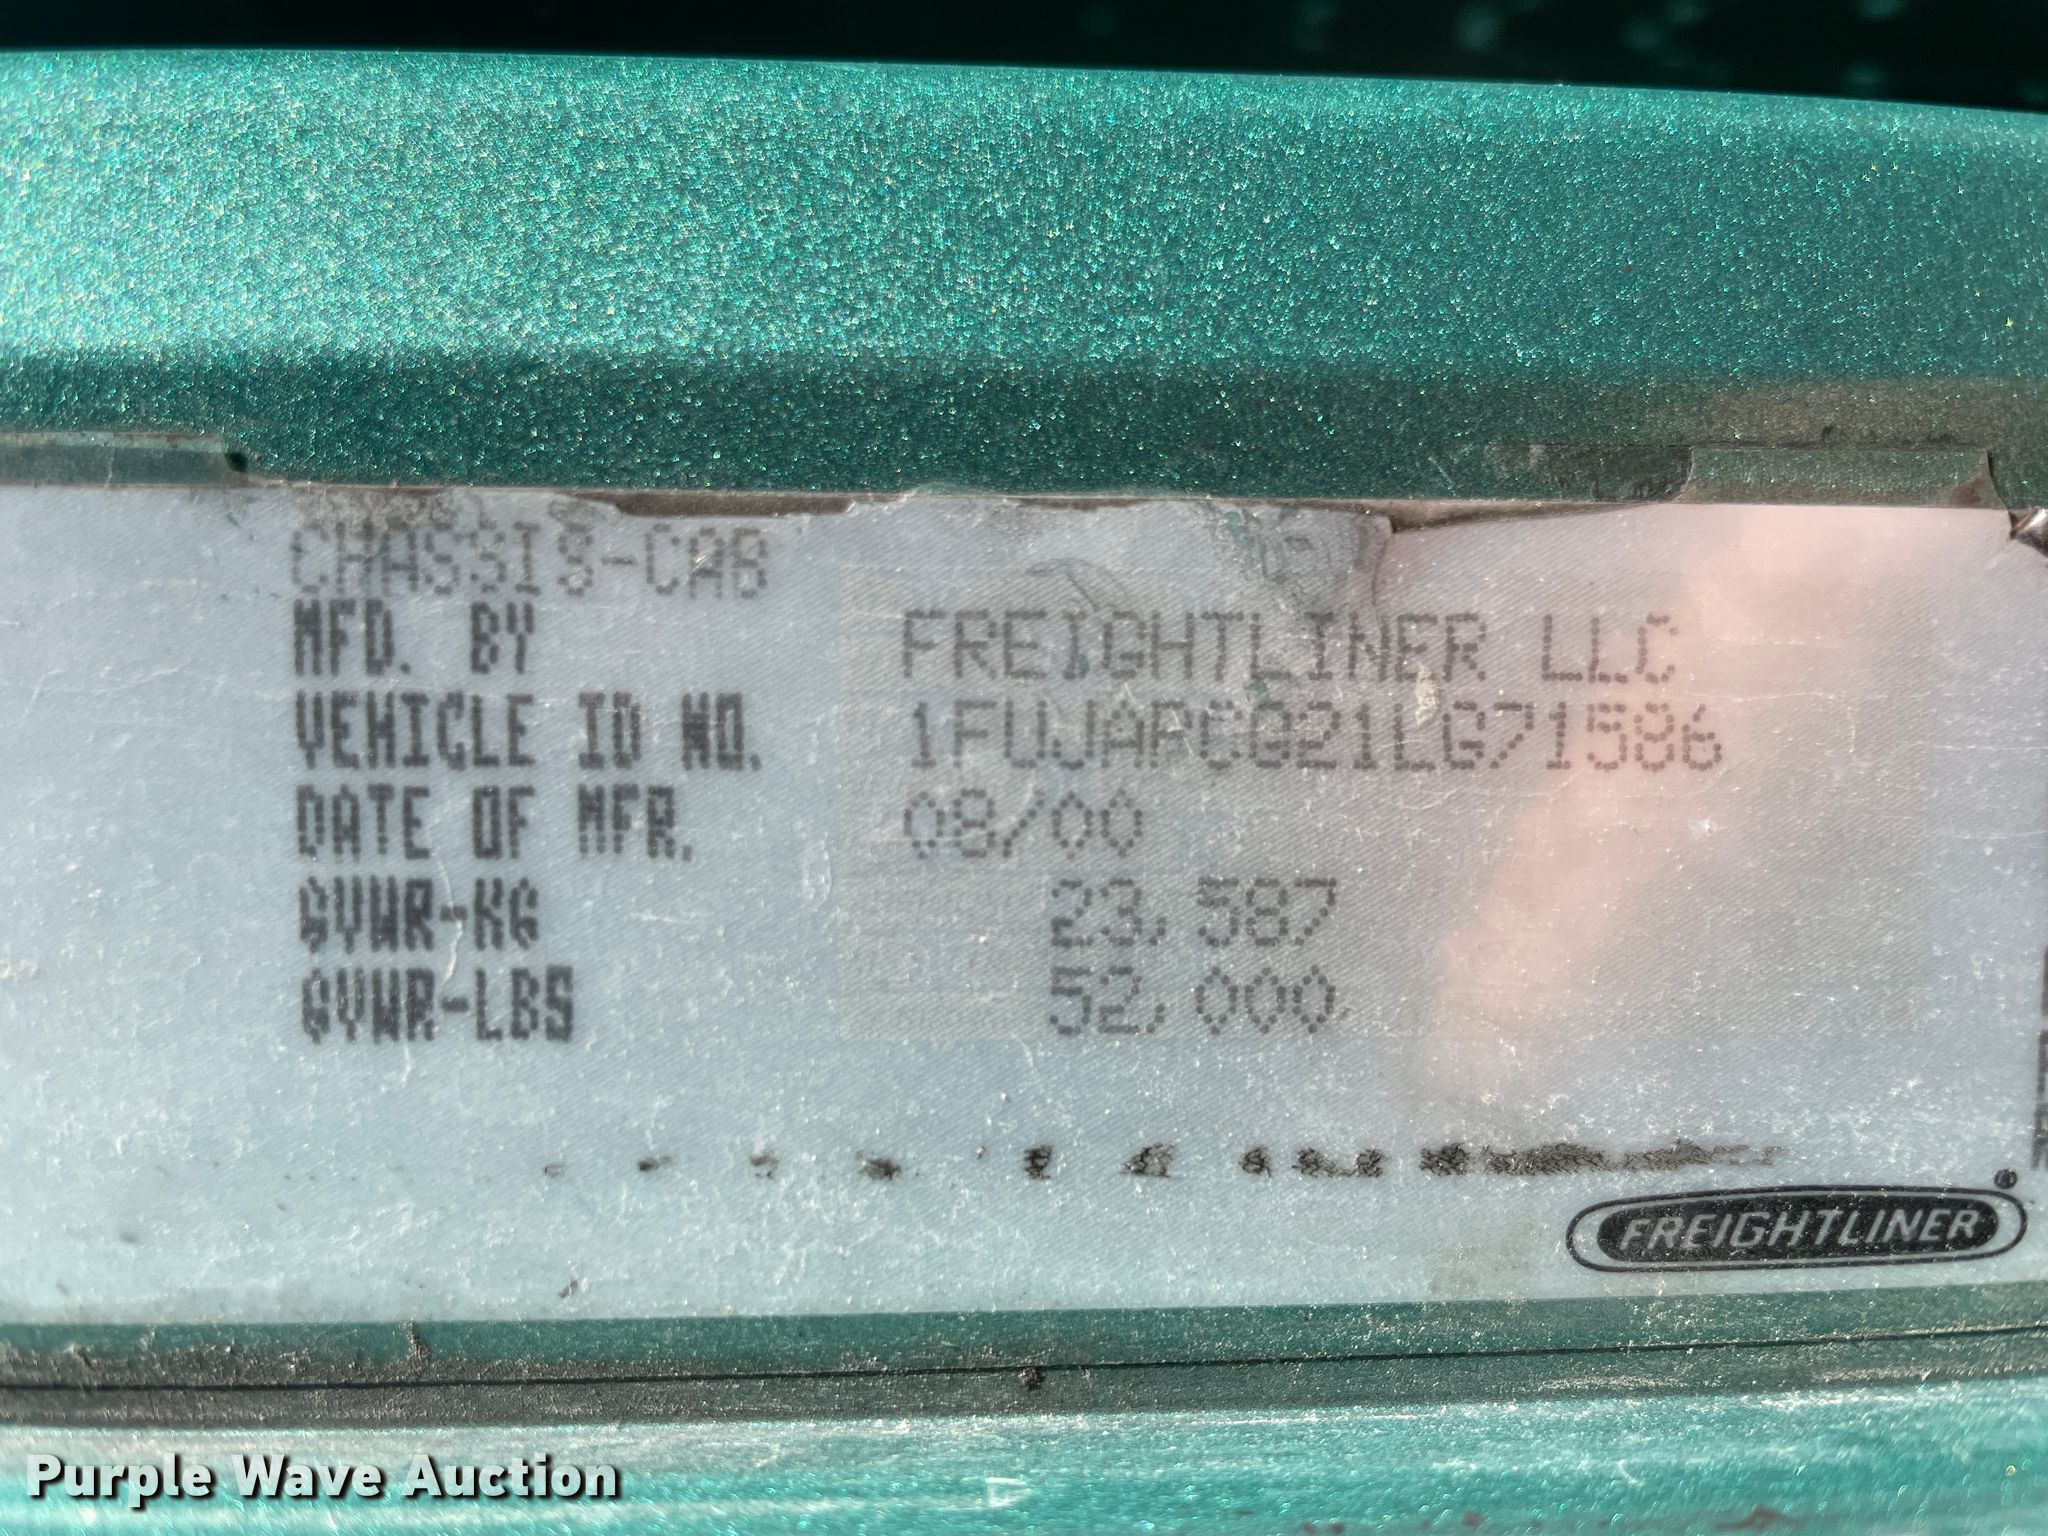 CHASSIS-CAB
MFD. BY FREIGHTLINER LLC
VEHICLE ID NO. 1FUJAPCG21LG71586
DATE OF MFR. 08/00
GVWR-KG 23,587
GVWR-LBS 52,000
FREIGHTLINER®
Purple Wave Auction